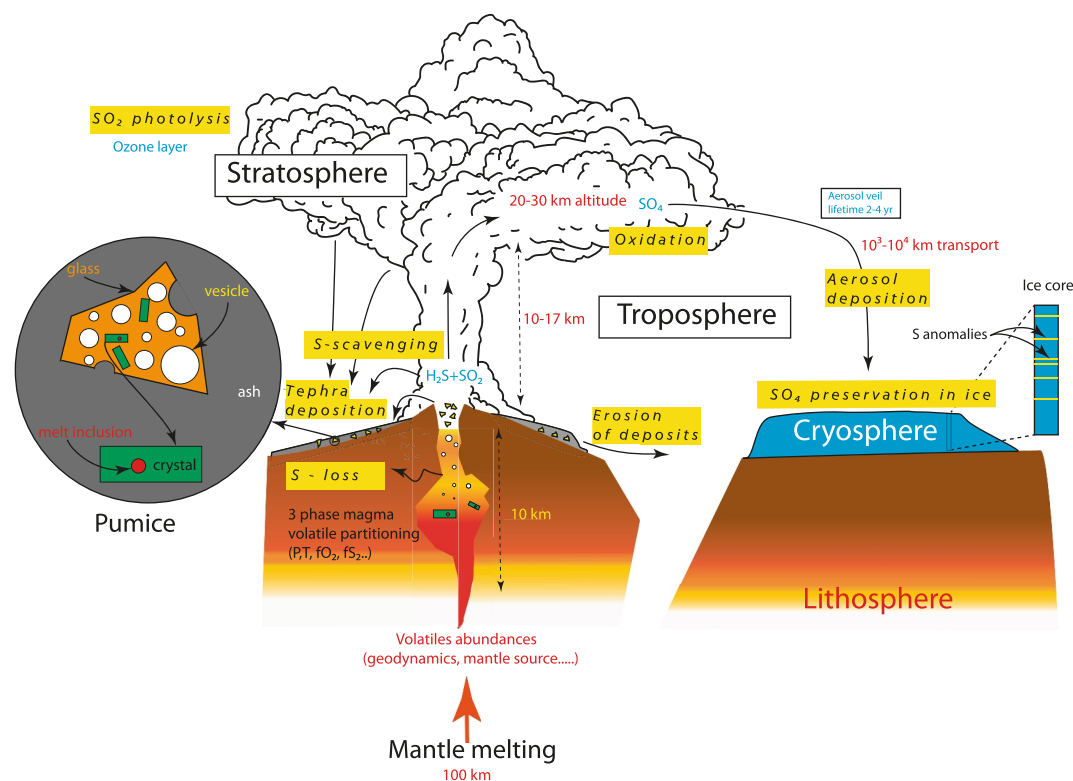 SO₂ photolysis
Ozone layer
Stratosphere
20-30 km altitude
SO₄
Oxidation
Aerosol veil
lifetime 2-4 yr
10³-10⁴ km transport
Aerosol
deposition
Ice core
S anomalies
glass
vesicle
ash
melt inclusion
crystal
Pumice
10-17 km
Troposphere
S-scavenging
H₂S+SO₂
Tephra
deposition
Erosion
of deposits
SO₄ preservation in ice
Cryosphere
S - loss
3 phase magma
volatile partitioning
(P,T, fO₂, fS₂..)
10 km
Lithosphere
Volatiles abundances
(geodynamics, mantle source.....)
Mantle melting
100 km